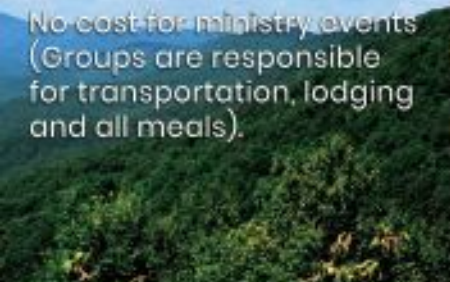 No cost for ministry events
(Groups are responsible
for transportation, lodging
and all meals).